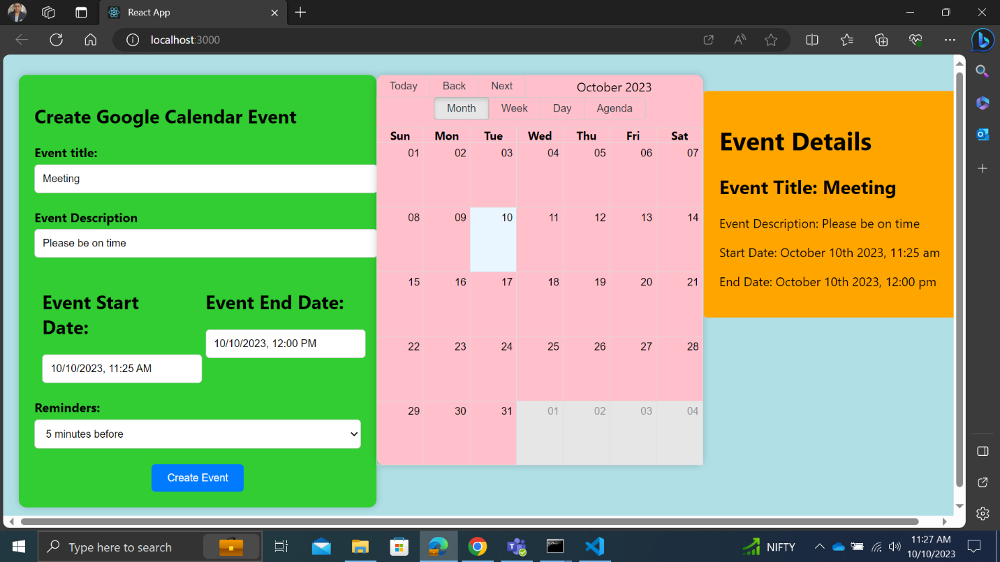 React App
localhost:3000
Create Google Calendar Event
Event title:
Meeting
Event Description
Please be on time
Event Start
Date:
10/10/2023, 11:25 AM
Event End Date:
10/10/2023, 12:00 PM
Reminders:
5 minutes before
Create Event
Today Back Next October 2023
Month Week Day Agenda
Sun Mon Tue Wed Thu Fri Sat
01 02 03 04 05 06 07
08 09 10 11 12 13 14
15 16 17 18 19 20 21
22 23 24 25 26 27 28
29 30 31 01 02 03 04
Event Details
Event Title: Meeting
Event Description: Please be on time
Start Date: October 10th 2023, 11:25 am
End Date: October 10th 2023, 12:00 pm
Type here to search
NIFTY
11:27 AM
10/10/2023